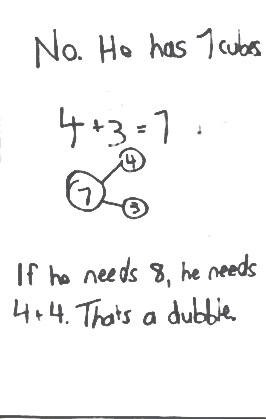 No. He has 7 cubes
4 + 3 = 7.
4
7
3
If he needs 8, he needs
4+4. That's a dubble.